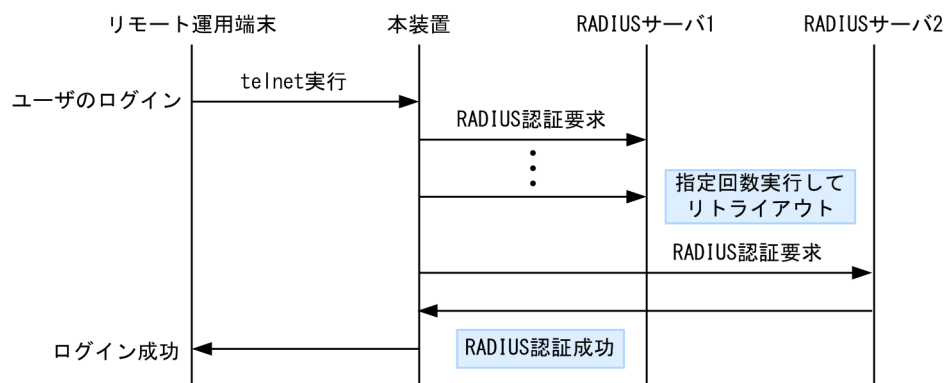 リモート運用端末
本装置
RADIUSサーバ1
RADIUSサーバ2
telnet実行
ユーザのログイン
RADIUS認証要求
指定回数実行して
リトライアウト
RADIUS認証要求
RADIUS認証成功
ログイン成功